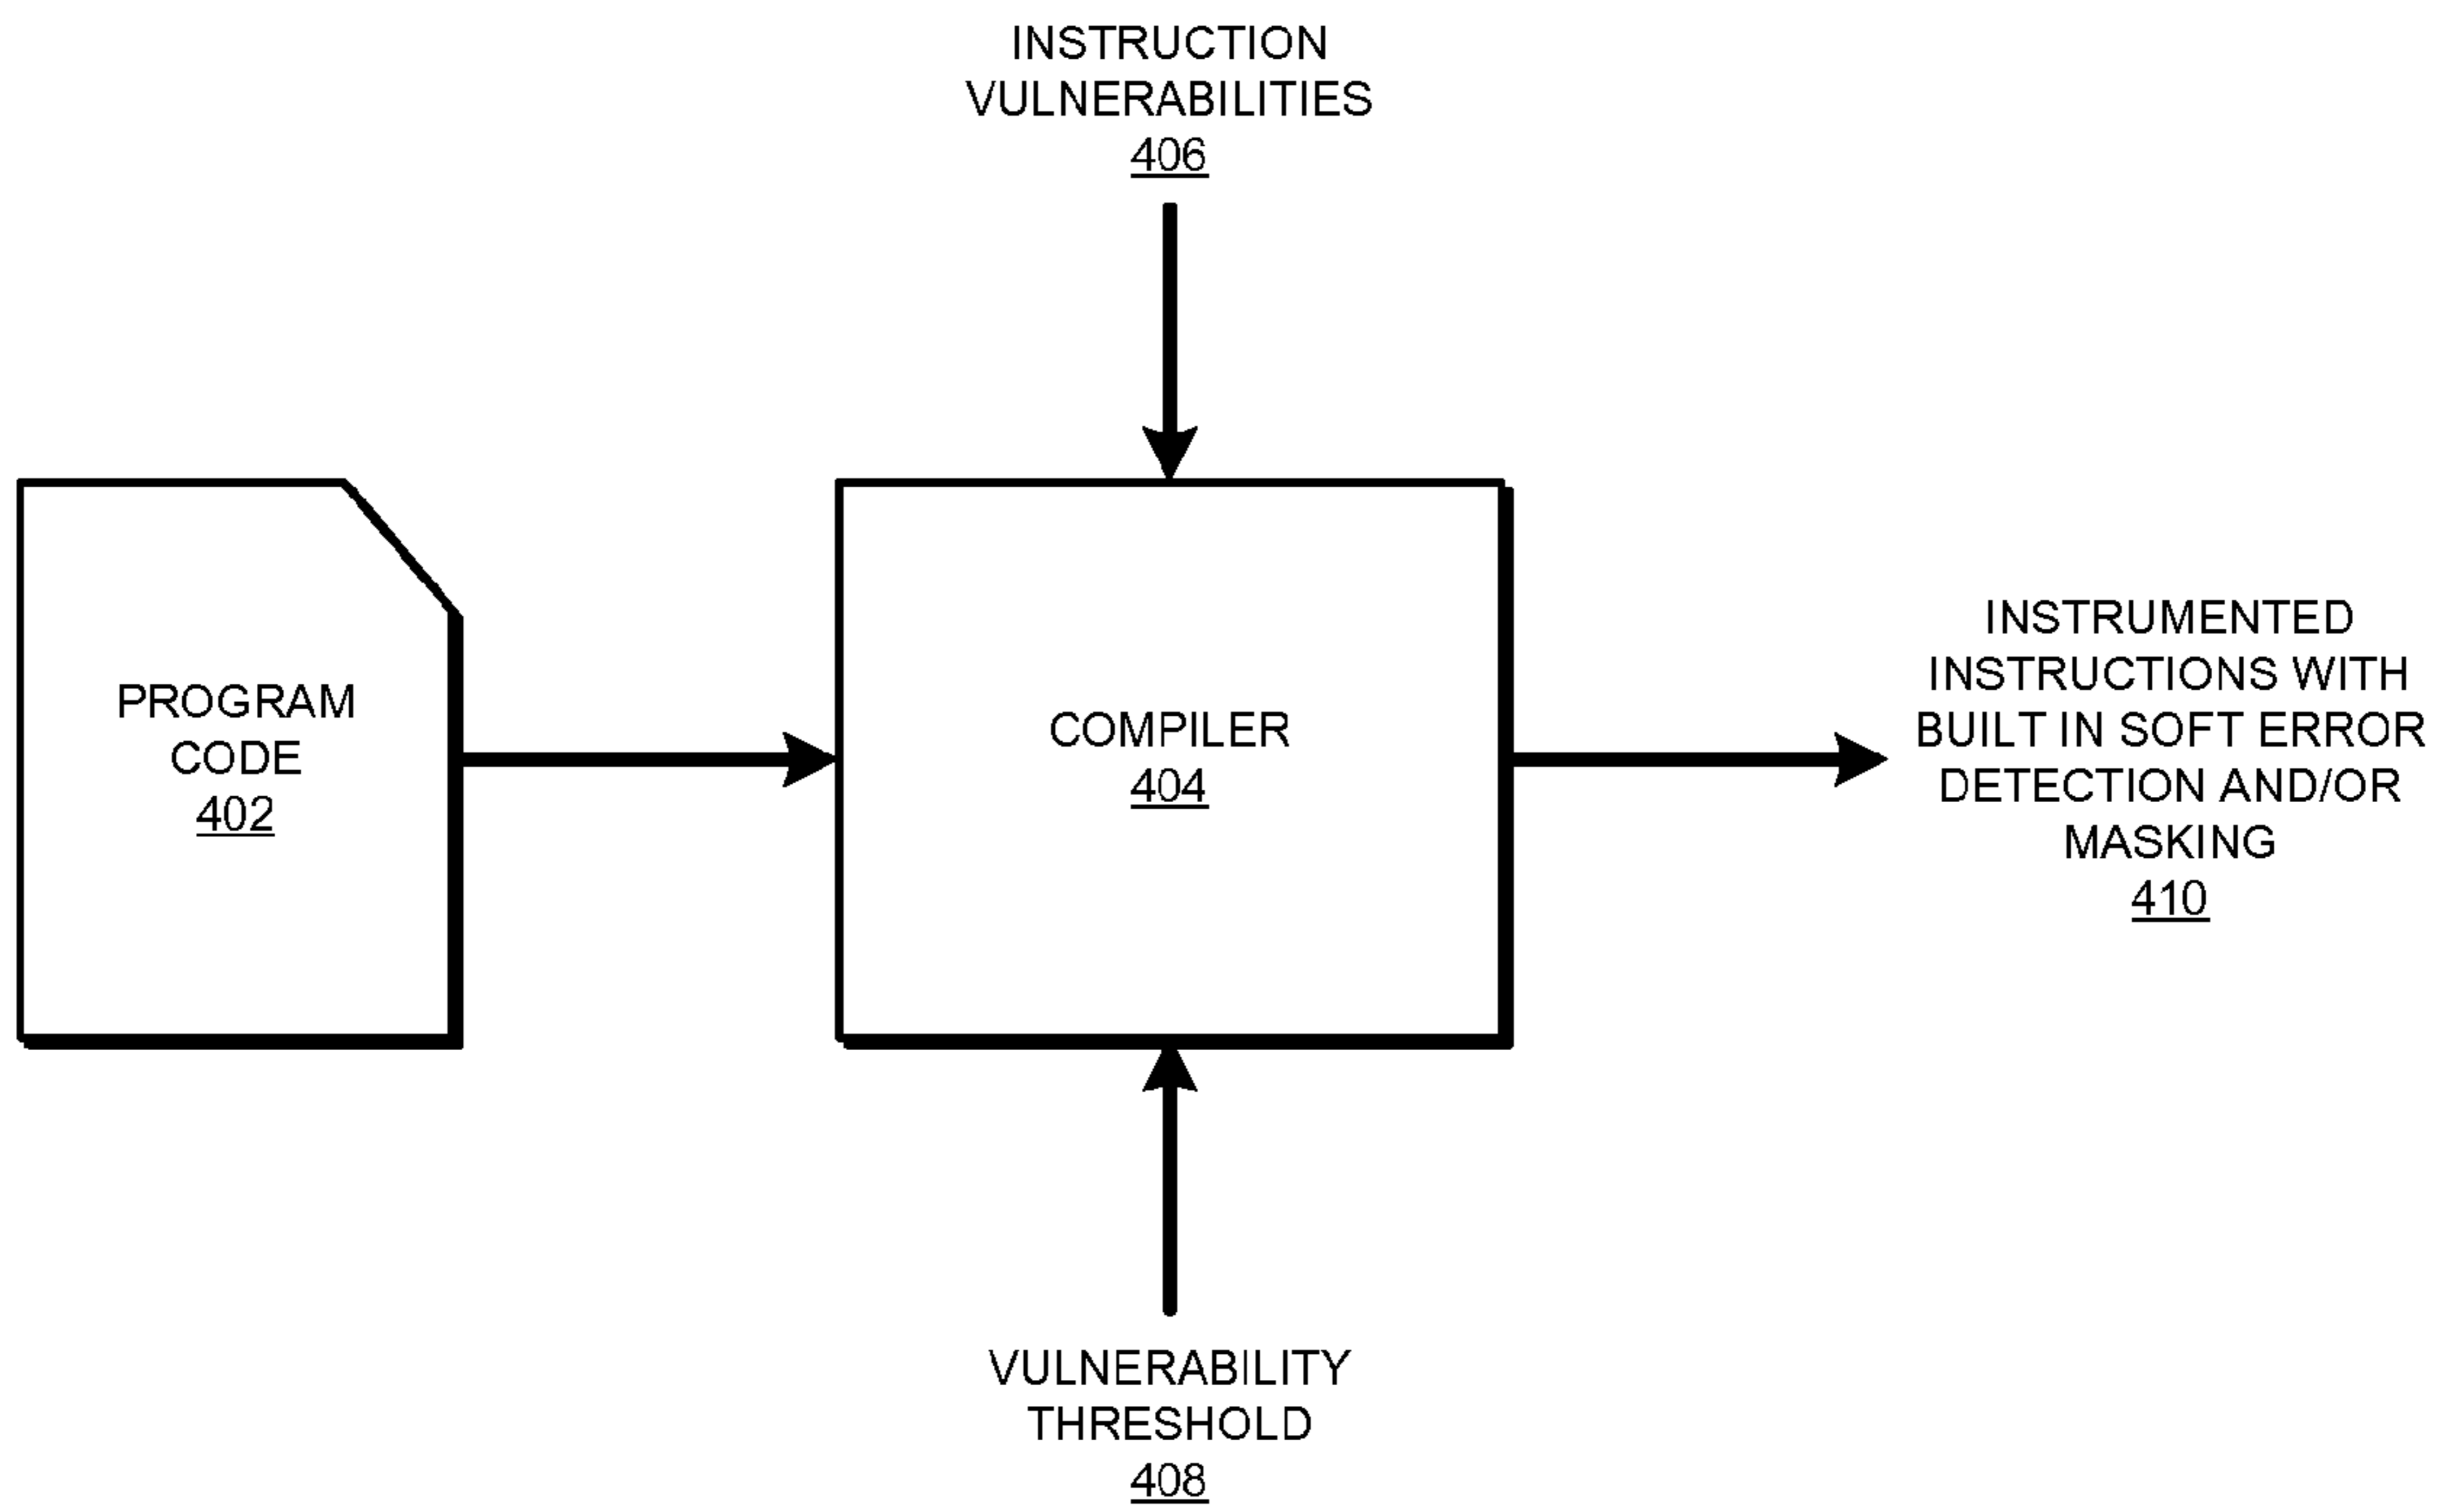 INSTRUCTION
VULNERABILITIES
406
PROGRAM
CODE
402
COMPILER
404
INSTRUMENTED
INSTRUCTIONS WITH
BUILT IN SOFT ERROR
DETECTION AND/OR
MASKING
410
VULNERABILITY
THRESHOLD
408